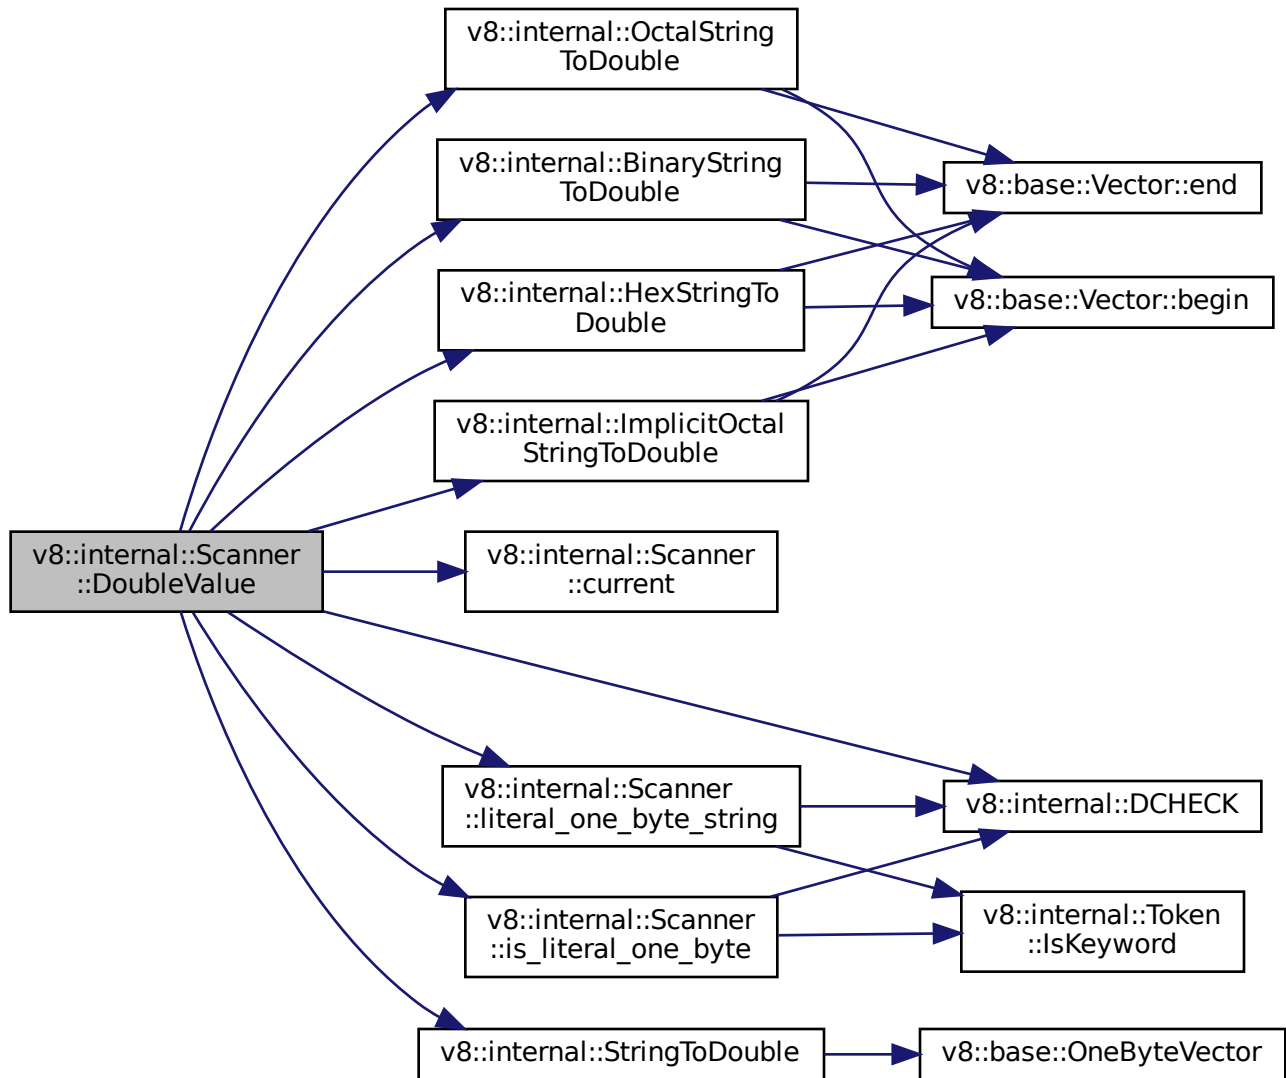 v8::internal::OctalString
ToDouble
v8::internal::BinaryString
ToDouble
v8::base::Vector::end
v8::internal::HexStringTo
Double
v8::base::Vector::begin
v8::internal::ImplicitOctal
StringToDouble
v8::internal::Scanner
::DoubleValue
v8::internal::Scanner
::current
v8::internal::Scanner
::literal_one_byte_string
v8::internal::DCHECK
v8::internal::Scanner
::is_literal_one_byte
v8::internal::Token
::IsKeyword
v8::internal::StringToDouble
v8::base::OneByteVector